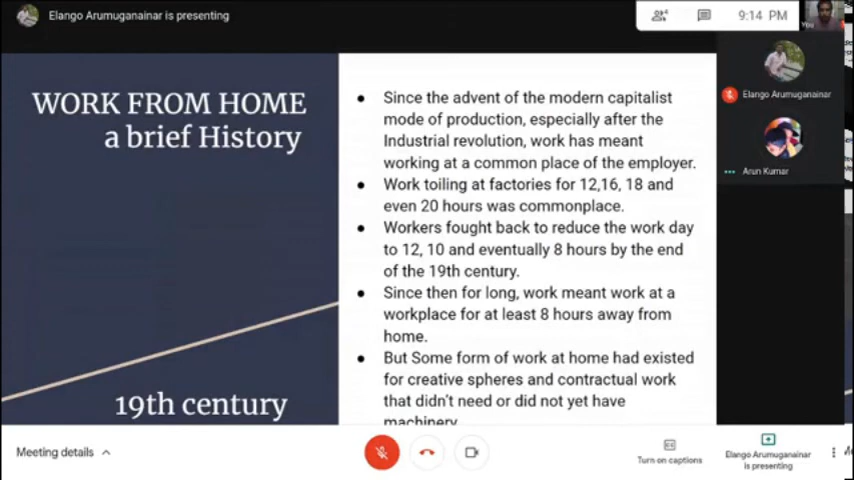 Elango Arumuganainar is presenting
4
9:14 PM
You
WORK FROM HOME
a brief History
19th century
● Since the advent of the modern capitalist
mode of production, especially after the
Industrial revolution, work has meant
working at a common place of the employer.
● Work toiling at factories for 12,16, 18 and
even 20 hours was commonplace.
● Workers fought back to reduce the work day
to 12, 10 and eventually 8 hours by the end
of the 19th century.
● Since then for long, work meant work at a
workplace for at least 8 hours away from
home.
● But Some form of work at home had existed
for creative spheres and contractual work
that didn't need or did not yet have
machinery
Elango Arumuganainar
Arun Kumar
Meeting details
Turn on captions
Elango Arumuganainar
is presenting